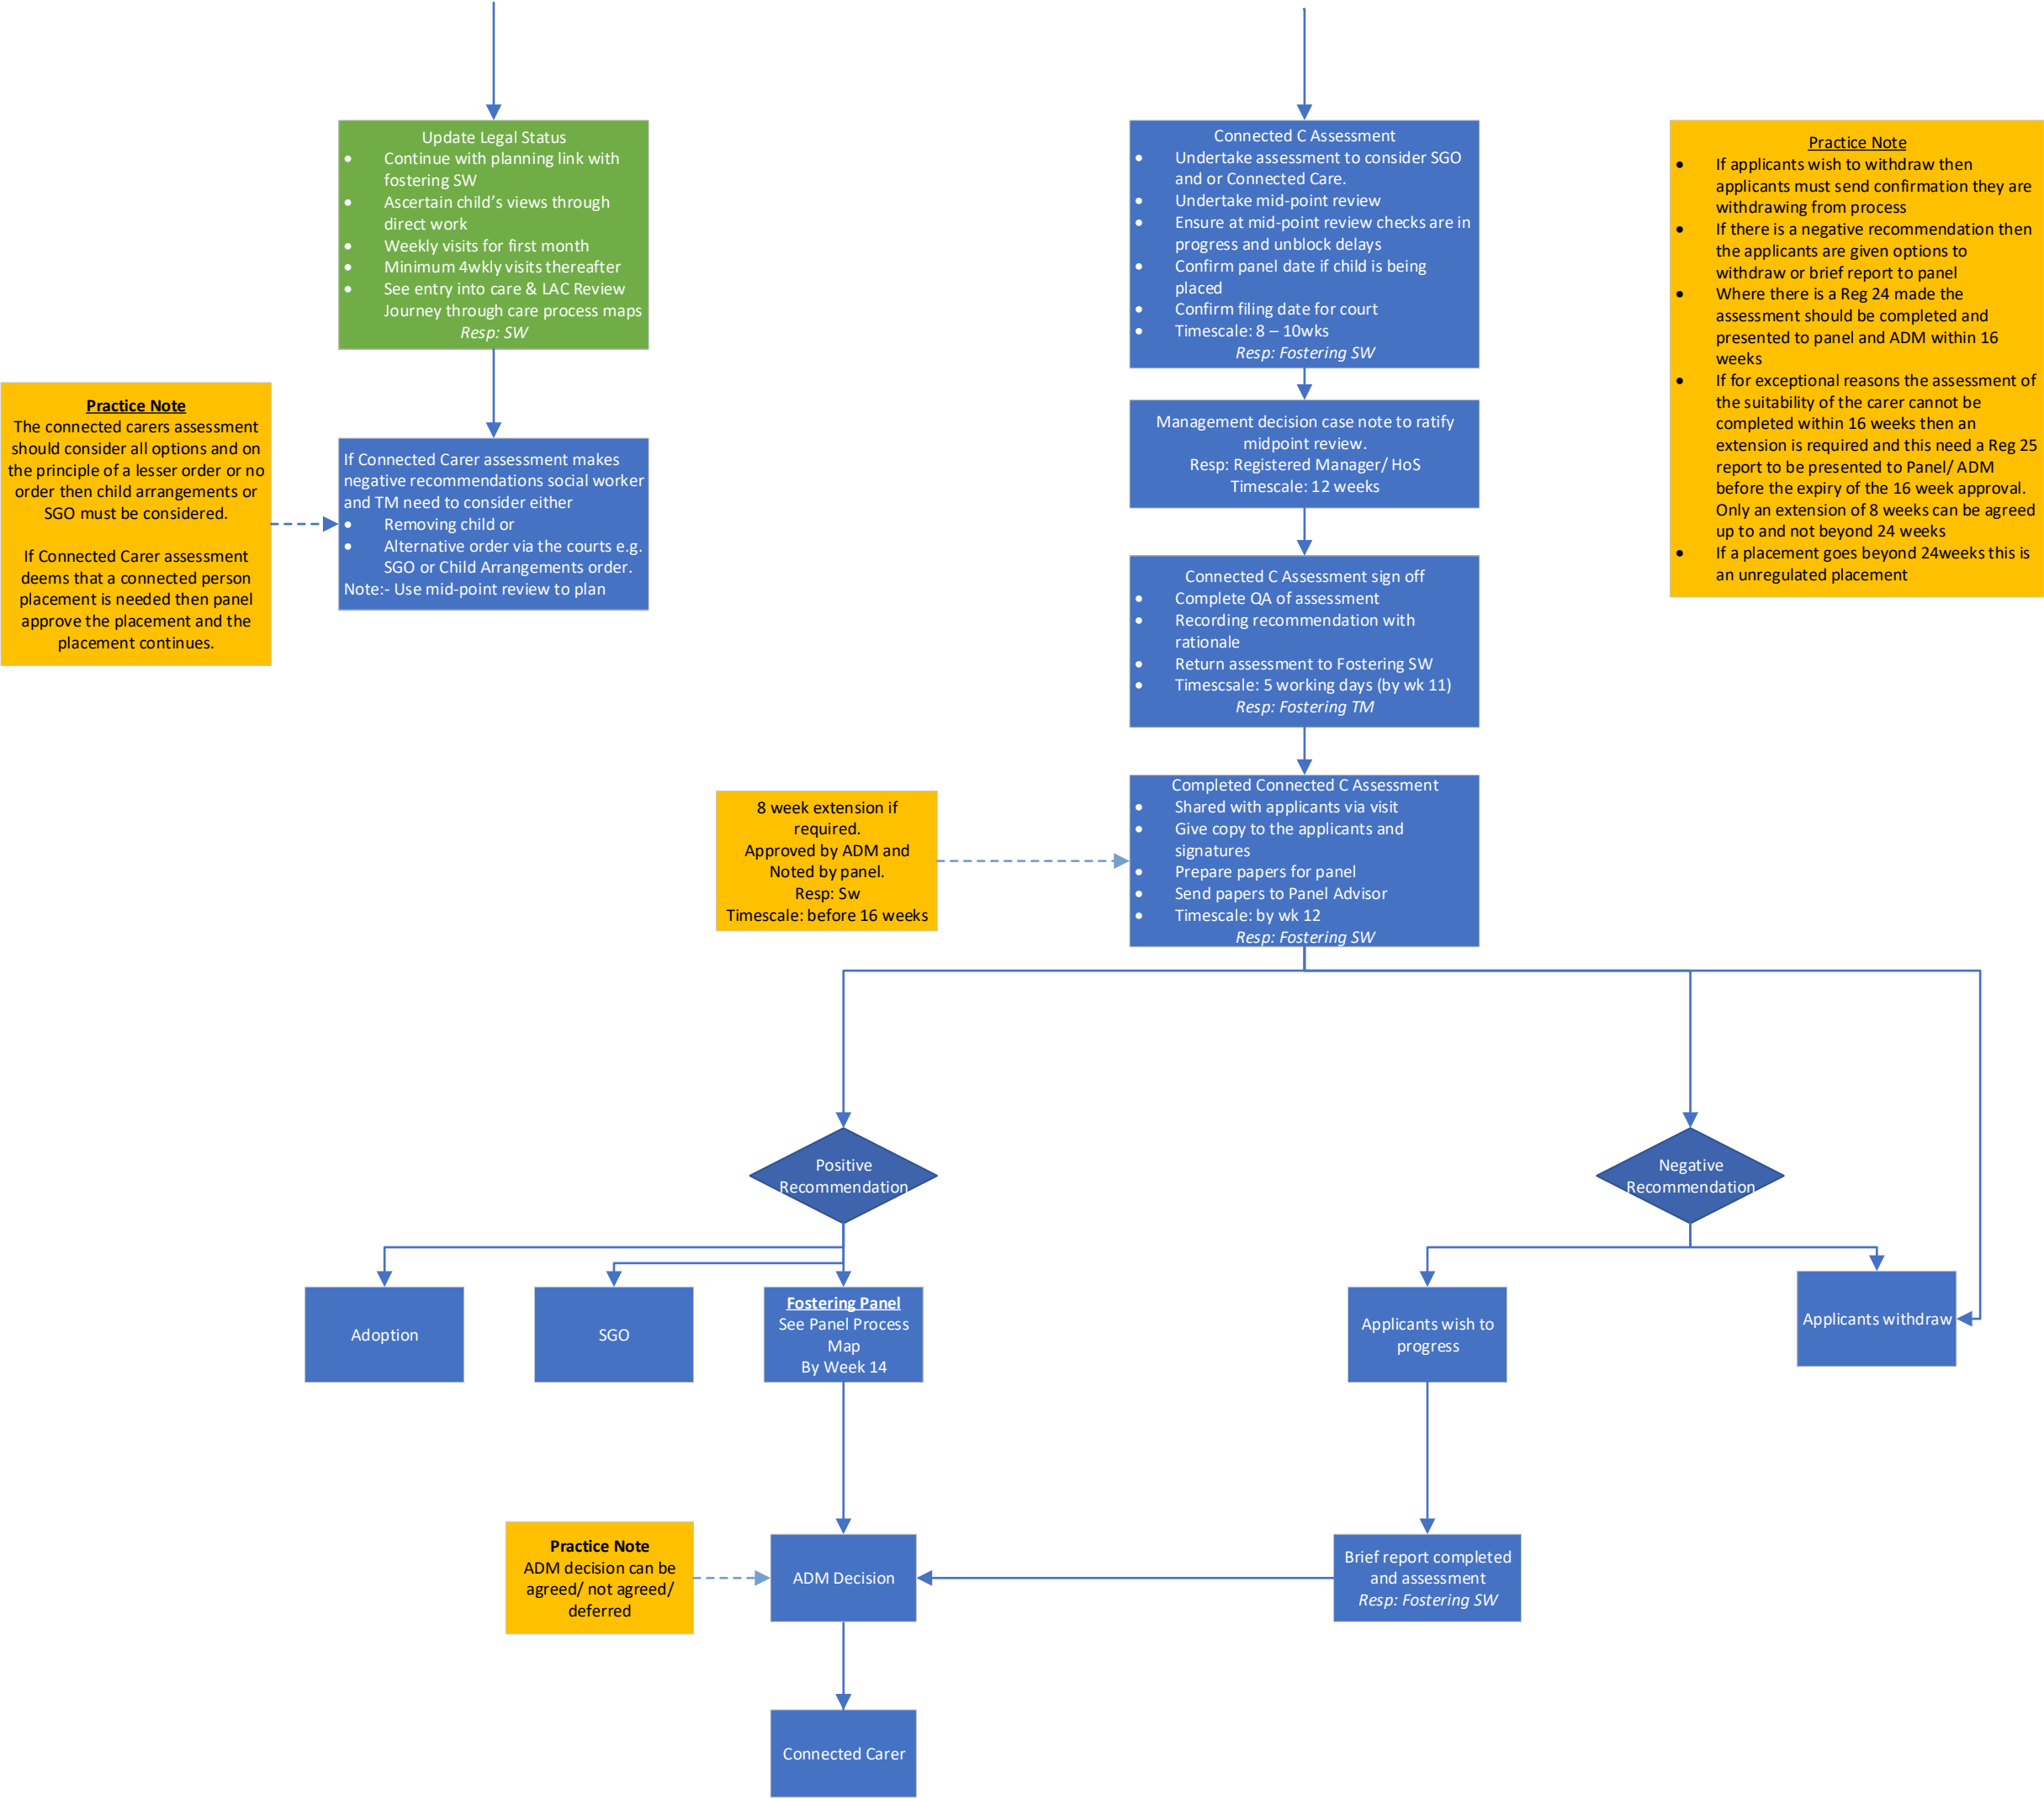 Update Legal Status
• Continue with planning link with
fostering SW
• Ascertain child’s views through
direct work
• Weekly visits for first month
• Minimum 4wkly visits thereafter
• See entry into care & LAC Review
Journey through care process maps
Resp: SW
Practice Note
The connected carers assessment
should consider all options and on
the principle of a lesser order or no
order then child arrangements or
SGO must be considered.
If Connected Carer assessment
deems that a connected person
placement is needed then panel
approve the placement and the
placement continues.
If Connected Carer assessment makes
negative recommendations social worker
and TM need to consider either
• Removing child or
• Alternative order via the courts e.g.
SGO or Child Arrangements order.
Note:- Use mid-point review to plan
Connected C Assessment
• Undertake assessment to consider SGO
and or Connected Care.
• Undertake mid-point review
• Ensure at mid-point review checks are in
progress and unblock delays
• Confirm panel date if child is being
placed
• Confirm filing date for court
• Timescale: 8 – 10wks
Resp: Fostering SW
Management decision case note to ratify
midpoint review.
Resp: Registered Manager/ HoS
Timescale: 12 weeks
Connected C Assessment sign off
• Complete QA of assessment
• Recording recommendation with
rationale
• Return assessment to Fostering SW
• Timescsale: 5 working days (by wk 11)
Resp: Fostering TM
8 week extension if
required.
Approved by ADM and
Noted by panel.
Resp: Sw
Timescale: before 16 weeks
Completed Connected C Assessment
• Shared with applicants via visit
• Give copy to the applicants and
signatures
• Prepare papers for panel
• Send papers to Panel Advisor
• Timescale: by wk 12
Resp: Fostering SW
Practice Note
• If applicants wish to withdraw then
applicants must send confirmation they are
withdrawing from process
• If there is a negative recommendation then
the applicants are given options to
withdraw or brief report to panel
• Where there is a Reg 24 made the
assessment should be completed and
presented to panel and ADM within 16
weeks
• If for exceptional reasons the assessment of
the suitability of the carer cannot be
completed within 16 weeks then an
extension is required and this need a Reg 25
report to be presented to Panel/ ADM
before the expiry of the 16 week approval.
Only an extension of 8 weeks can be agreed
up to and not beyond 24 weeks
• If a placement goes beyond 24weeks this is
an unregulated placement
Positive
Recommendation
Negative
Recommendation
Adoption
SGO
Fostering Panel
See Panel Process
Map
By Week 14
Applicants wish to
progress
Applicants withdraw
Practice Note
ADM decision can be
agreed/ not agreed/
deferred
ADM Decision
Brief report completed
and assessment
Resp: Fostering SW
Connected Carer